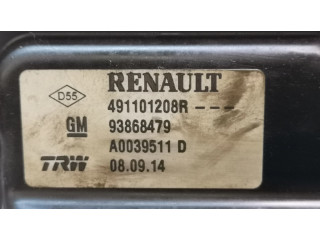 RENAULT
D55
491101208R ---
GM 93868479
A0039511 D
TRW 08.09.14